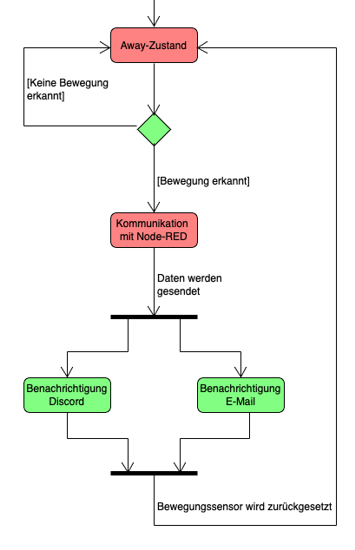 Away-Zustand
[Keine Bewegung
erkannt]
[Bewegung erkannt]
Kommunikation
mit Node-RED
Daten werden
gesendet
Benachrichtigung
Discord
Benachrichtigung
E-Mail
Bewegungssensor wird zurückgesetzt